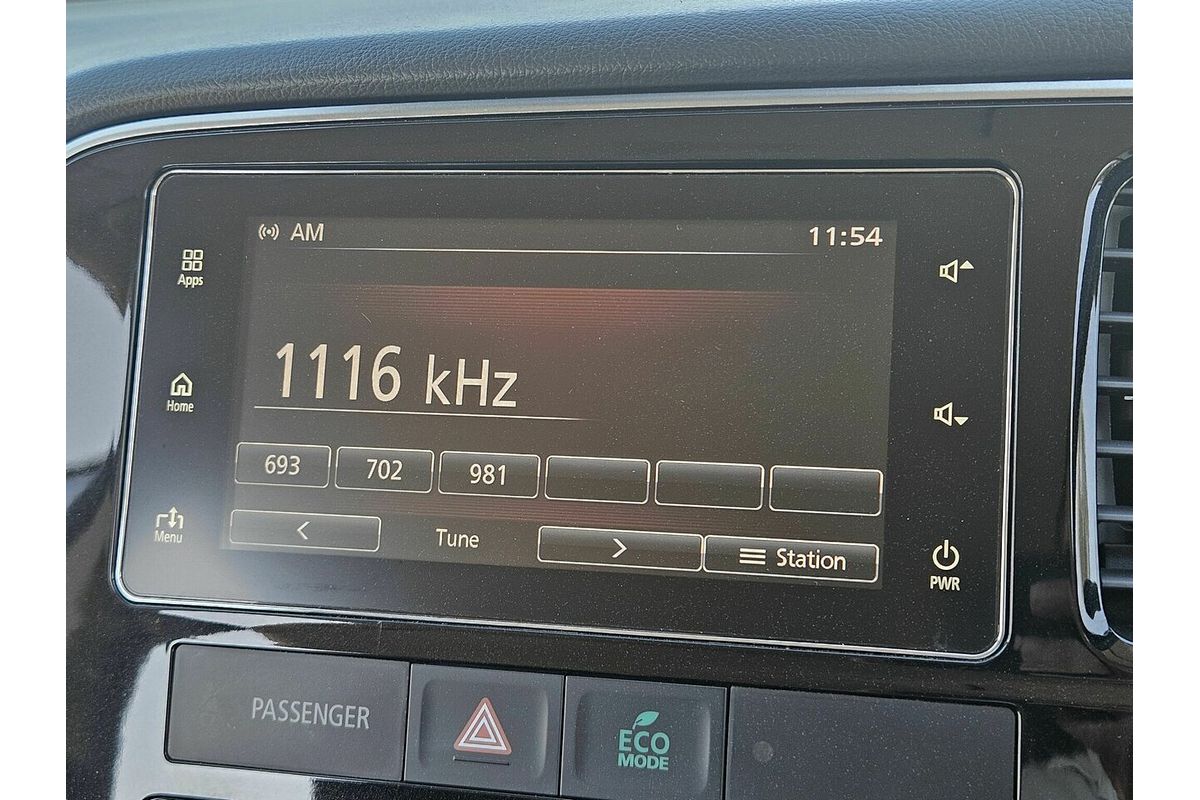 AM
11:54
Apps
1116 kHz
Home
693 702 981
Menu
< Tune > Station
PWR
PASSENGER
ECO
MODE